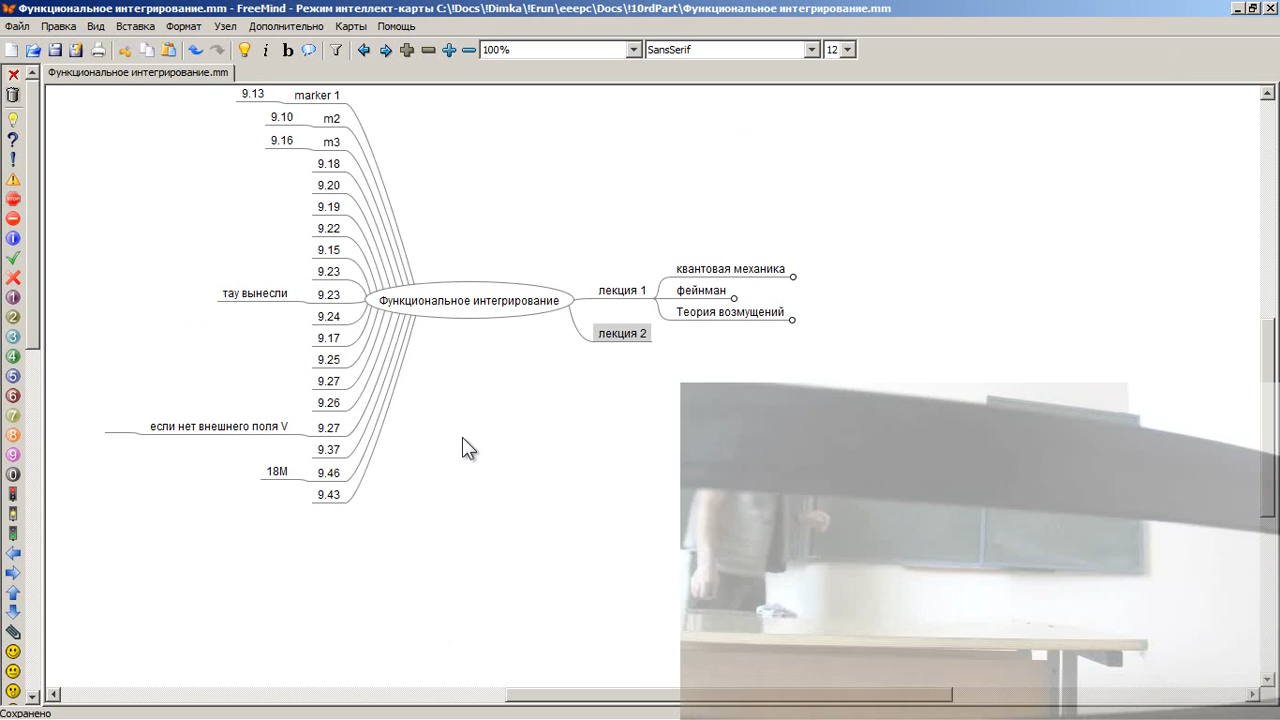 Функциональное интегрирование.mm - FreeMind - Режим интеллект-карты C:\!Docs\!Dimka\!Erun\eeepc\Docs\!10rdPart\Функциональное интегрирование.mm
Файл Правка Вид Вставка Формат Узел Дополнительно Карты Помощь
100% SansSerif 12
Функциональное интегрирование.mm
9.13 marker 1
9.10 m2
9.16 m3
9.18
9.20
9.19
9.22
9.15
9.23
тау вынесли 9.23
9.24
9.17
9.25
9.27
9.26
если нет внешнего поля V 9.27
9.37
18М 9.46
9.43
Функциональное интегрирование
лекция 1
квантовая механика
фейнман
Теория возмущений
лекция 2
Сохранено